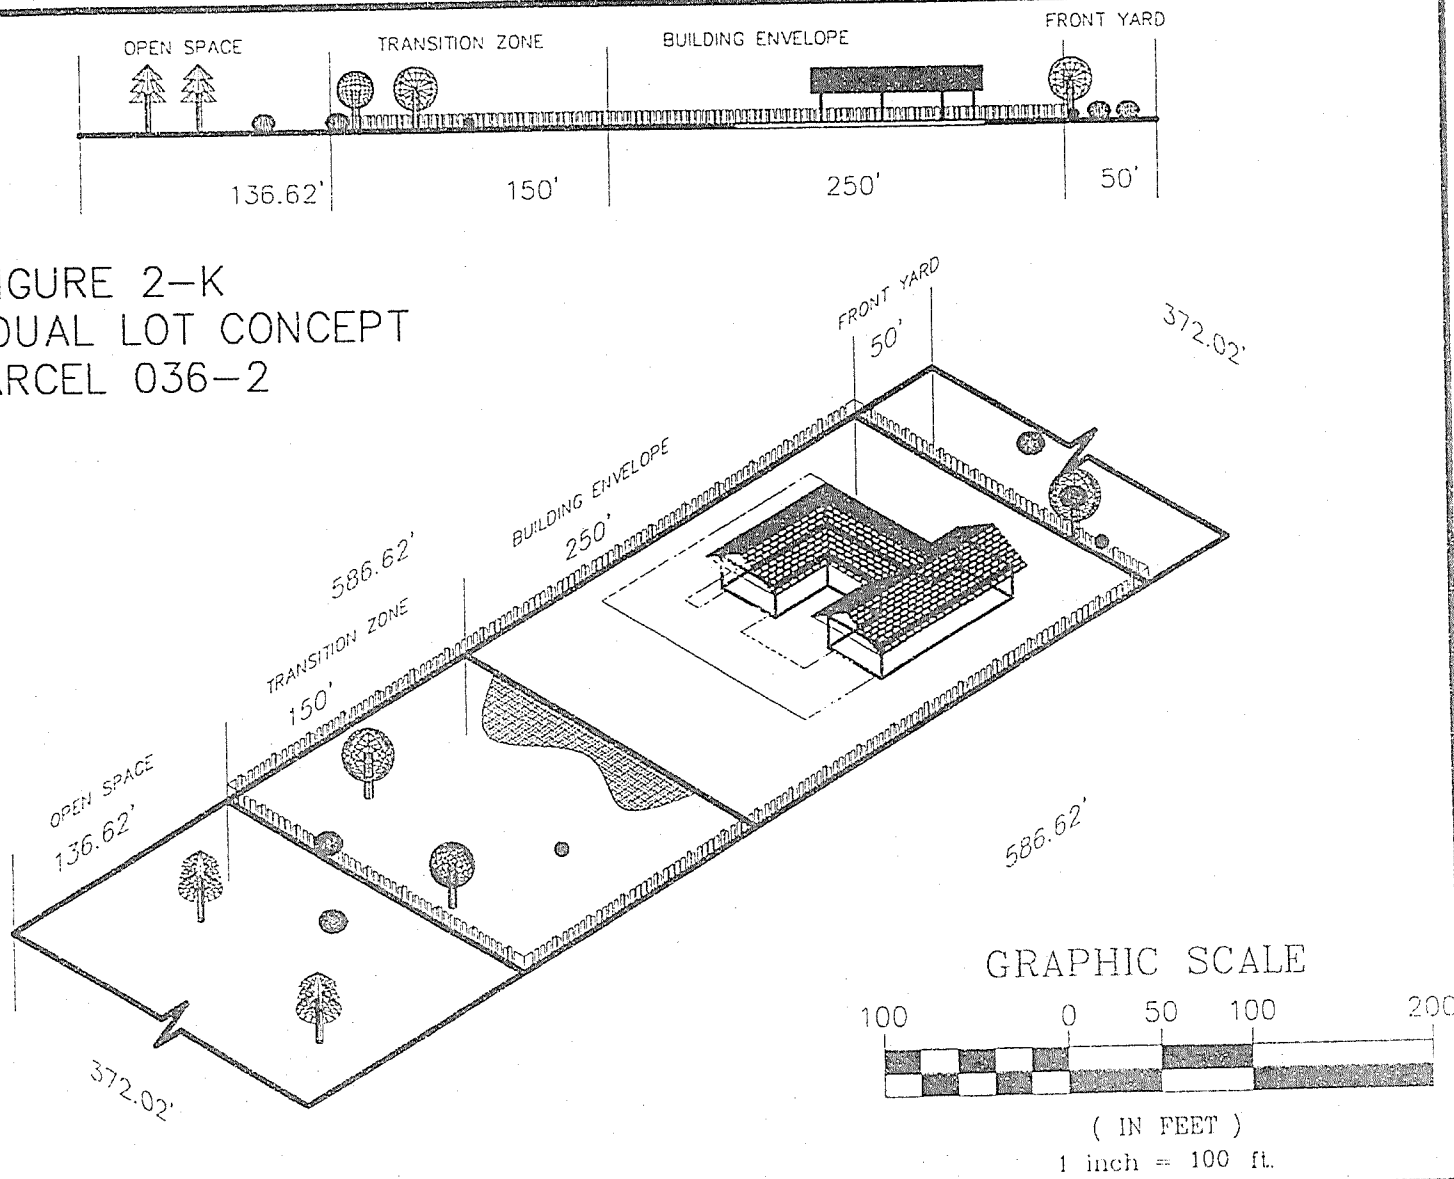 OPEN SPACE
TRANSITION ZONE
BUILDING ENVELOPE
FRONT YARD
136.62'
150'
250'
50'
IGURE 2-K
DUAL LOT CONCEPT
ARCEL 036-2
FRONT YARD
50'
372.02'
BUILDING ENVELOPE
250'
586.62'
TRANSITION ZONE
150'
OPEN SPACE
136.62'
586.62'
372.02'
GRAPHIC SCALE
100 0 50 100 200
( IN FEET )
1 inch = 100 ft.